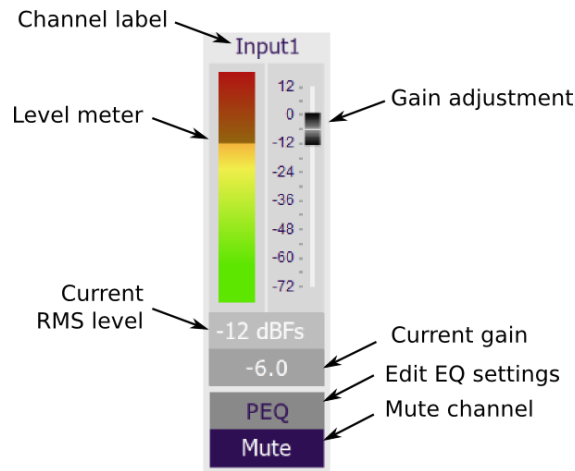 Channel label
Input1
12
0
-12
-24
-36
-48
-60
-72
Level meter
Gain adjustment
Current
RMS level
-12 dBFs
Current gain
-6.0
Edit EQ settings
PEQ
Mute channel
Mute